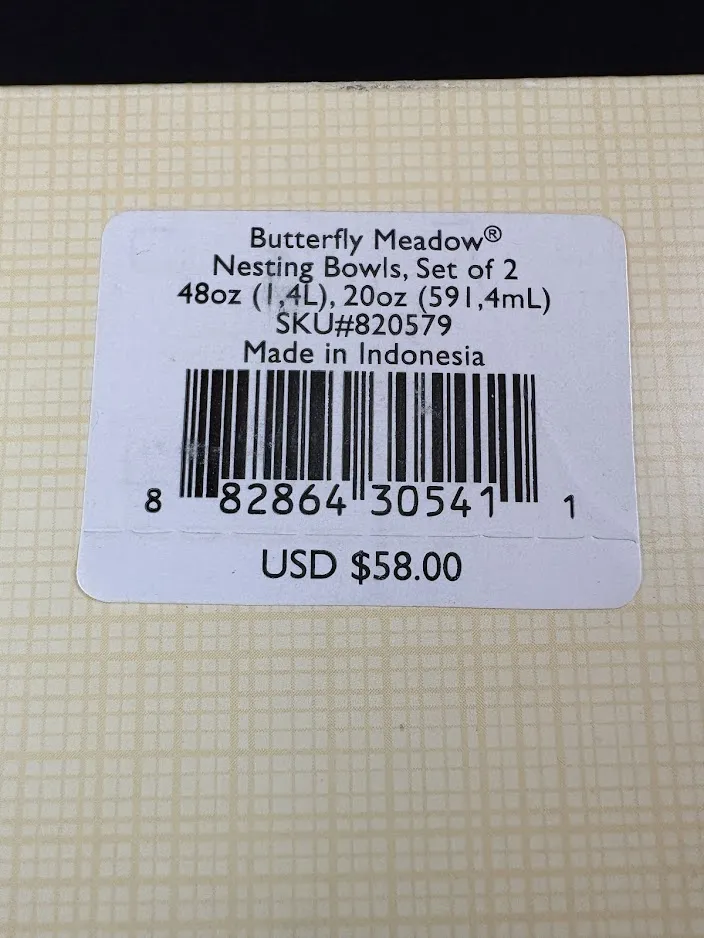 Butterfly Meadow®
Nesting Bowls, Set of 2
48oz (1,4L), 20oz (591,4mL)
SKU#820579
Made in Indonesia
8 82864 30541 1
USD $58.00